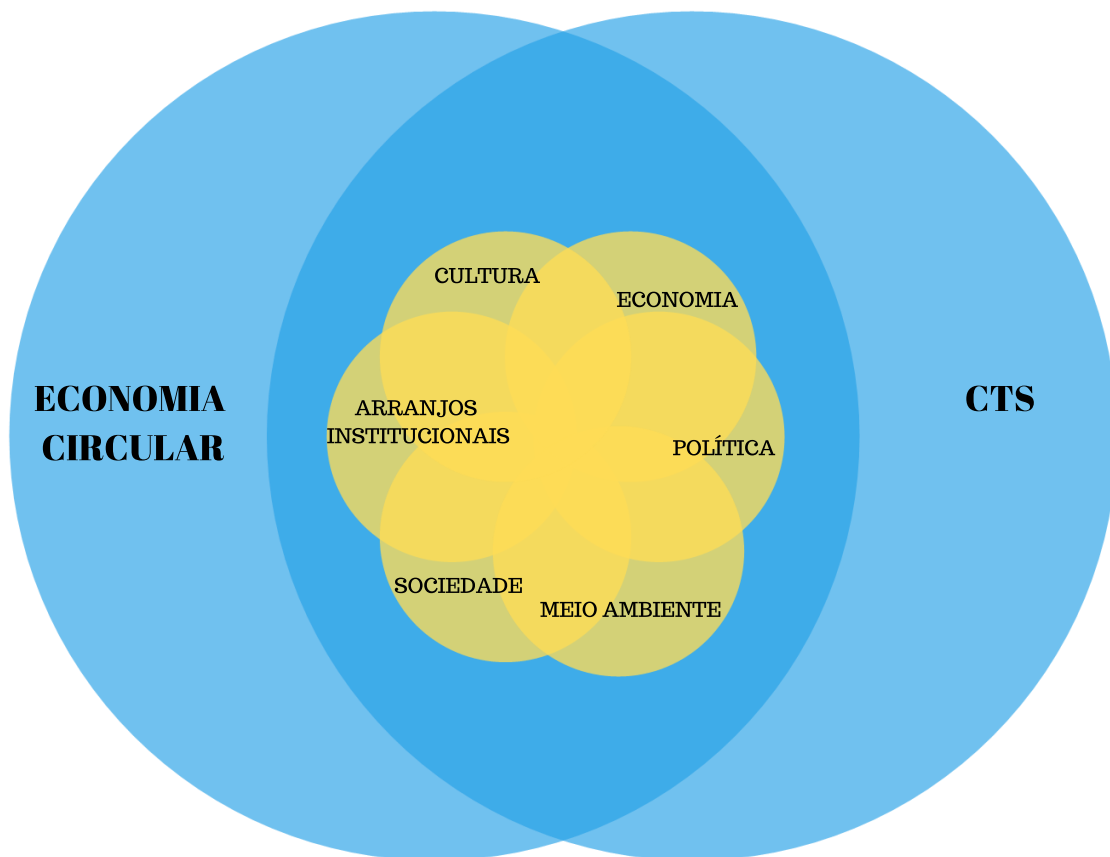 CULTURA
ECONOMIA
ECONOMIA
CIRCULAR
CTS
ARRANJOS
INSTITUCIONAIS
POLÍTICA
SOCIEDADE
MEIO AMBIENTE